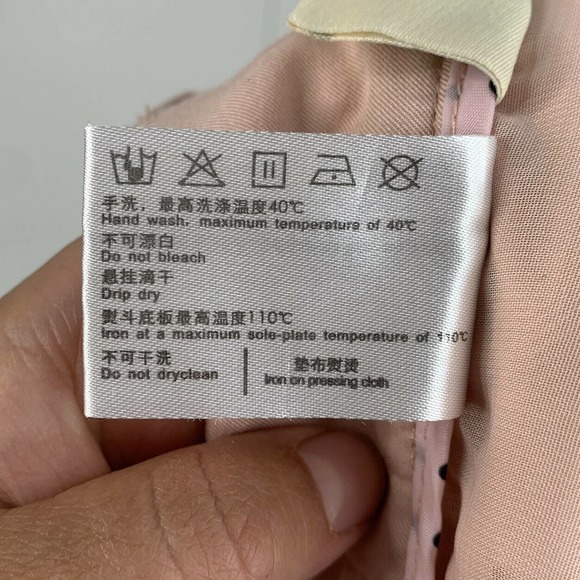 手洗，最高洗涤温度40℃
Hand wash, maximum temperature of 40℃
不可漂白
Do not bleach
悬挂滴干
Drip dry
熨斗底板最高温度110℃
Iron at a maximum sole-plate temperature of 110℃
不可干洗
Do not dryclean
垫布熨烫
Iron on pressing cloth